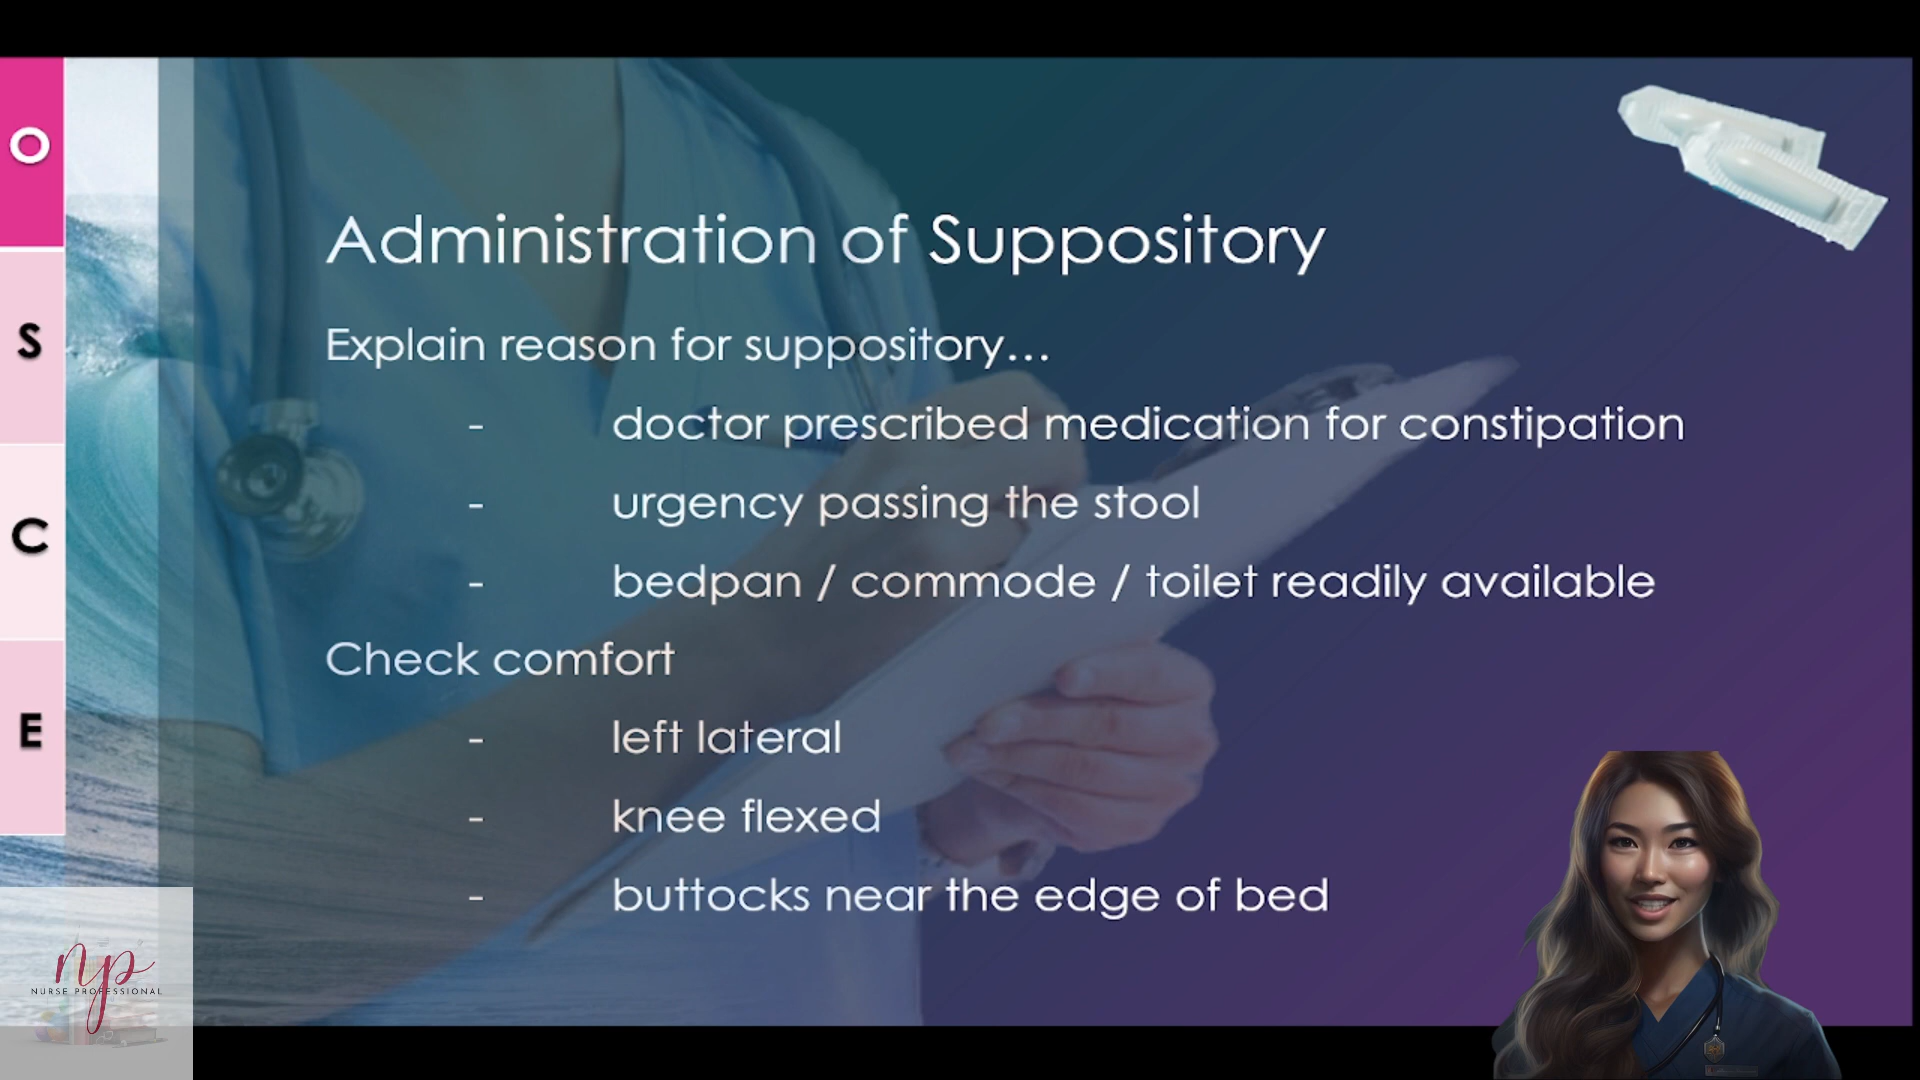 O
S
C
E
Administration of Suppository
Explain reason for suppository...
- doctor prescribed medication for constipation
- urgency passing the stool
- bedpan / commode / toilet readily available
Check comfort
- left lateral
- knee flexed
- buttocks near the edge of bed
np
NURSE PROFESSIONAL